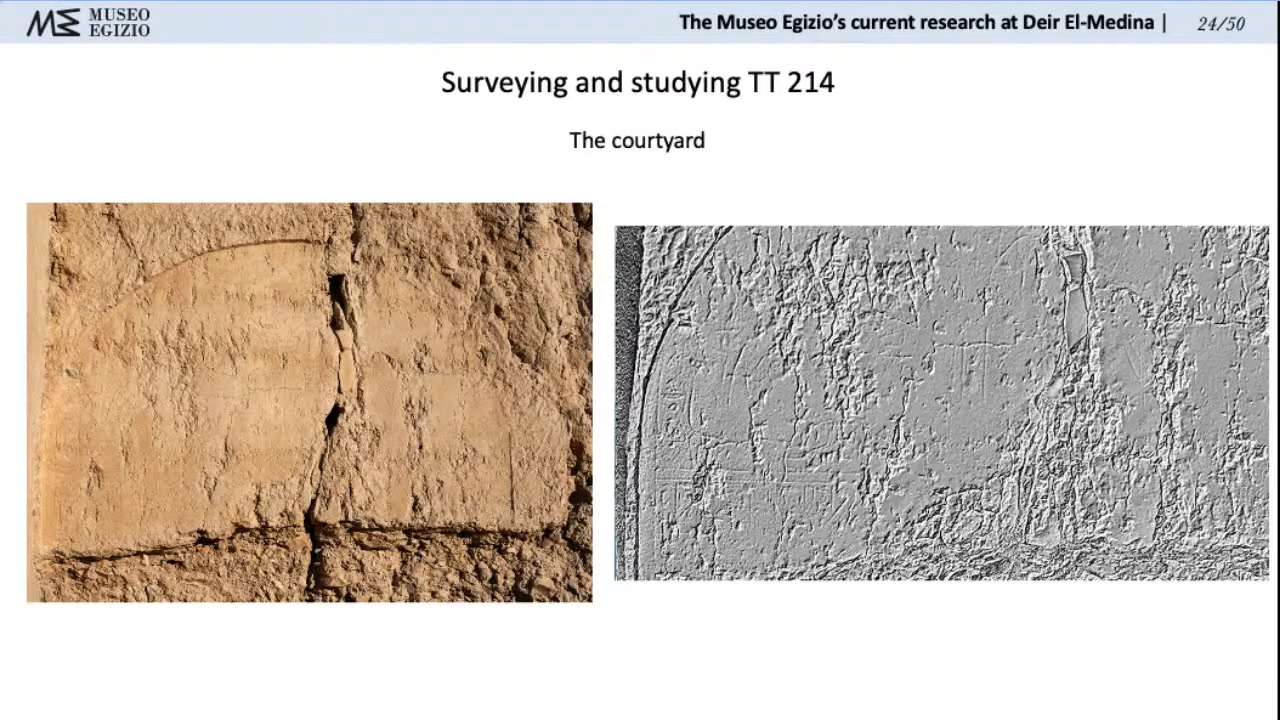 MUSEO
EGIZIO
The Museo Egizio’s current research at Deir El-Medina | 24/50
Surveying and studying TT 214
The courtyard